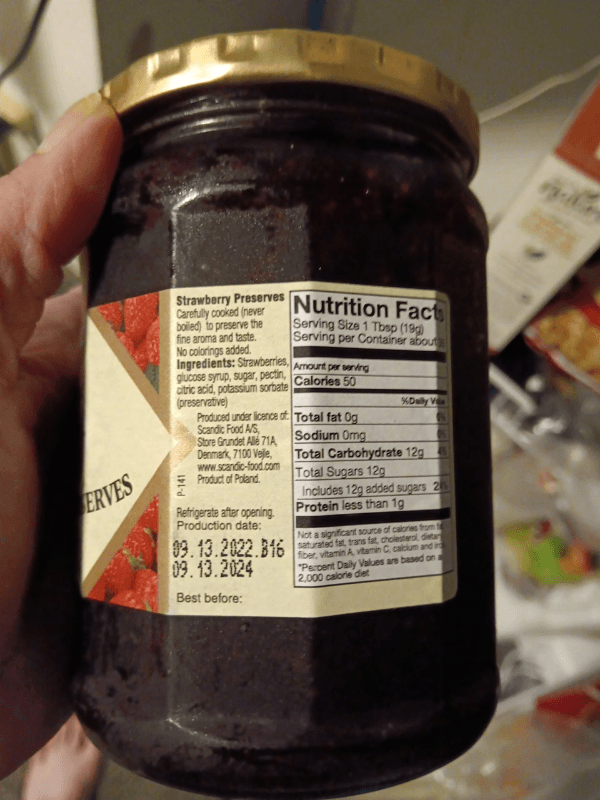 Strawberry Preserves
Carefully cooked (never
boiled) to preserve the
fine aroma and taste.
No colorings added.
Ingredients: Strawberries,
glucose syrup, sugar, pectin,
citric acid, potassium sorbate
(preservative)
Produced under licence of:
Scandic Food A/S,
Store Grundet Allé 71A,
Denmark, 7100 Vejle,
www.scandic-food.com
Product of Poland.
P-141
Refrigerate after opening.
Production date:
09.13.2022.B16
09.13.2024
Best before:
ERVES
Nutrition Facts
Serving Size 1 Tbsp (19g)
Serving per Container about
Amount per serving
Calories 50
%Daily
Total fat 0g 0%
Sodium 0mg 0%
Total Carbohydrate 12g 4%
Total Sugars 12g
Includes 12g added sugars
Protein less than 1g
Not a significant source of calories from
saturated fat, trans fat, cholesterol, dietary
fiber, vitamin A, vitamin C, calcium and
*Percent Daily Values are based on a
2,000 calorie diet